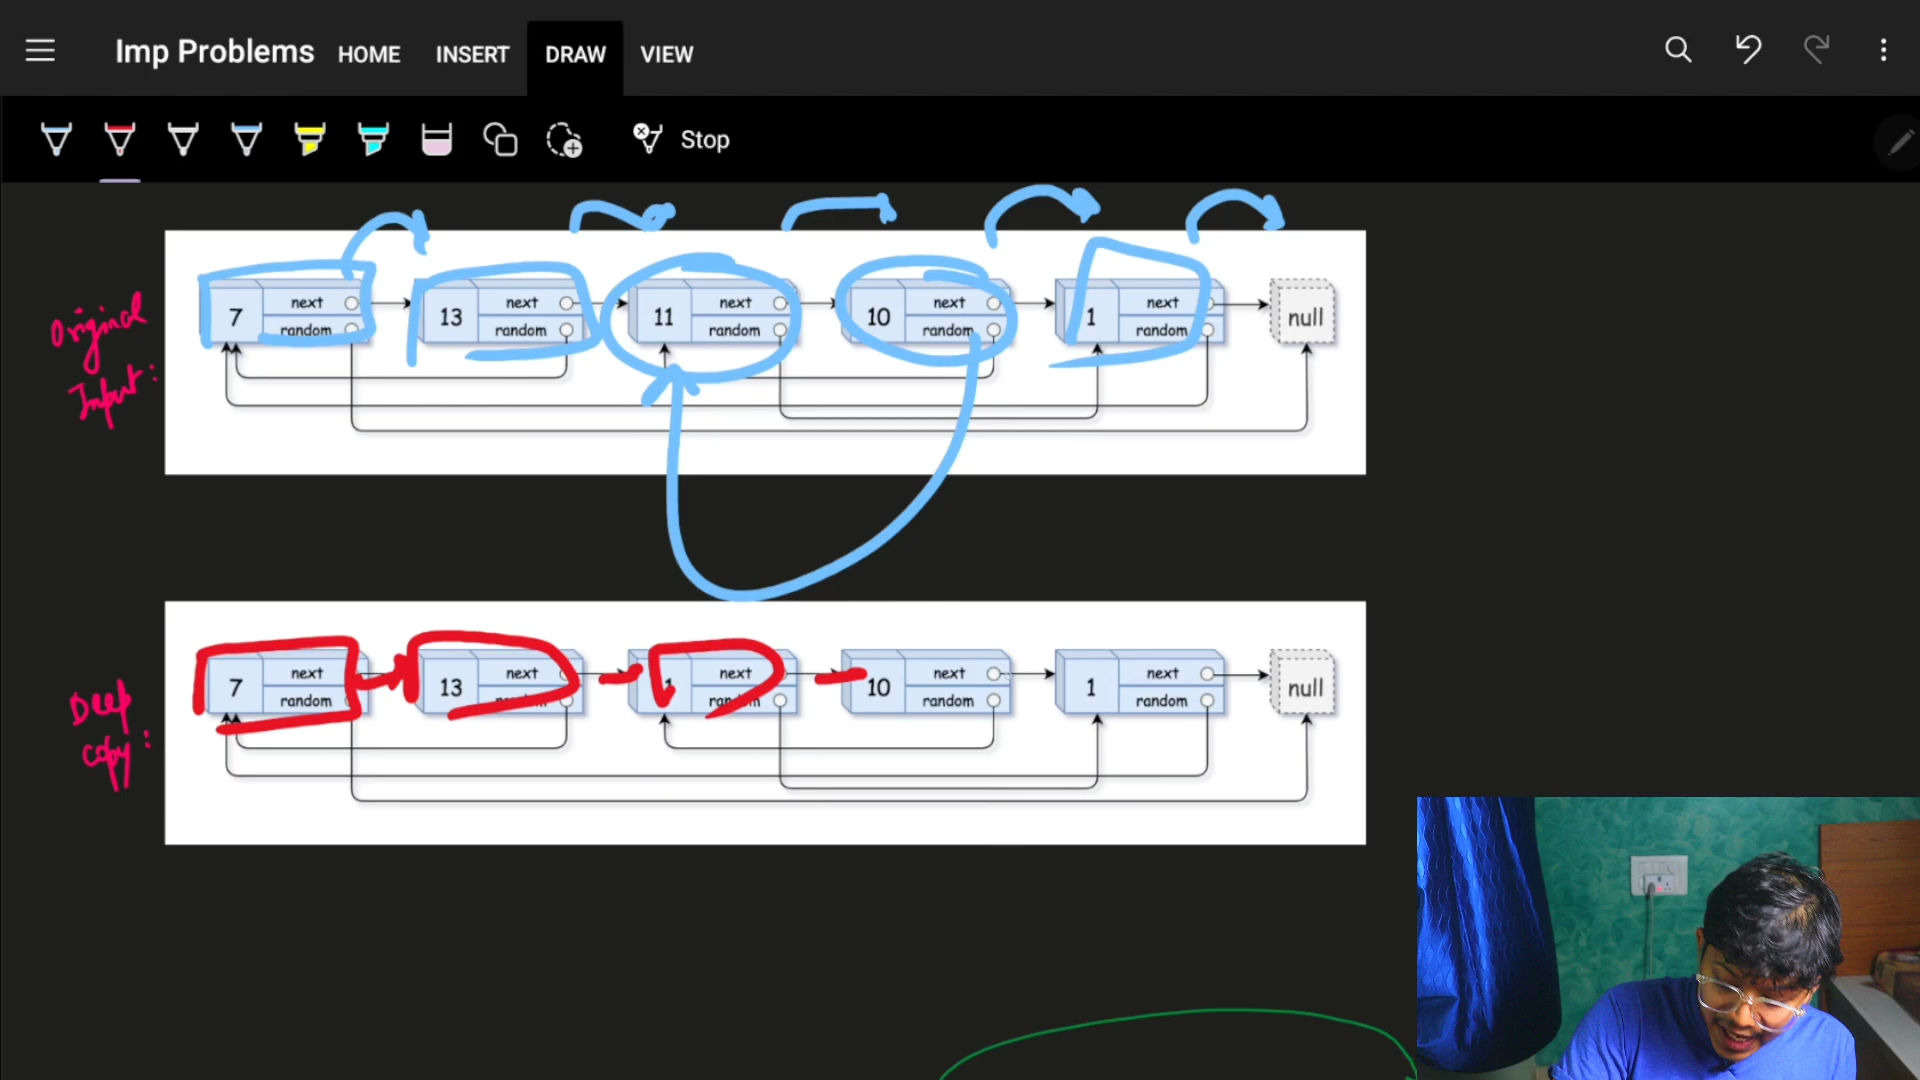 Imp Problems HOME INSERT DRAW VIEW
Stop
Original
Input:
7 next random 13 next random 11 next random 10 next random 1 next random null
Deep
copy:
7 next random 13 next 1 next random 10 next random 1 next random null